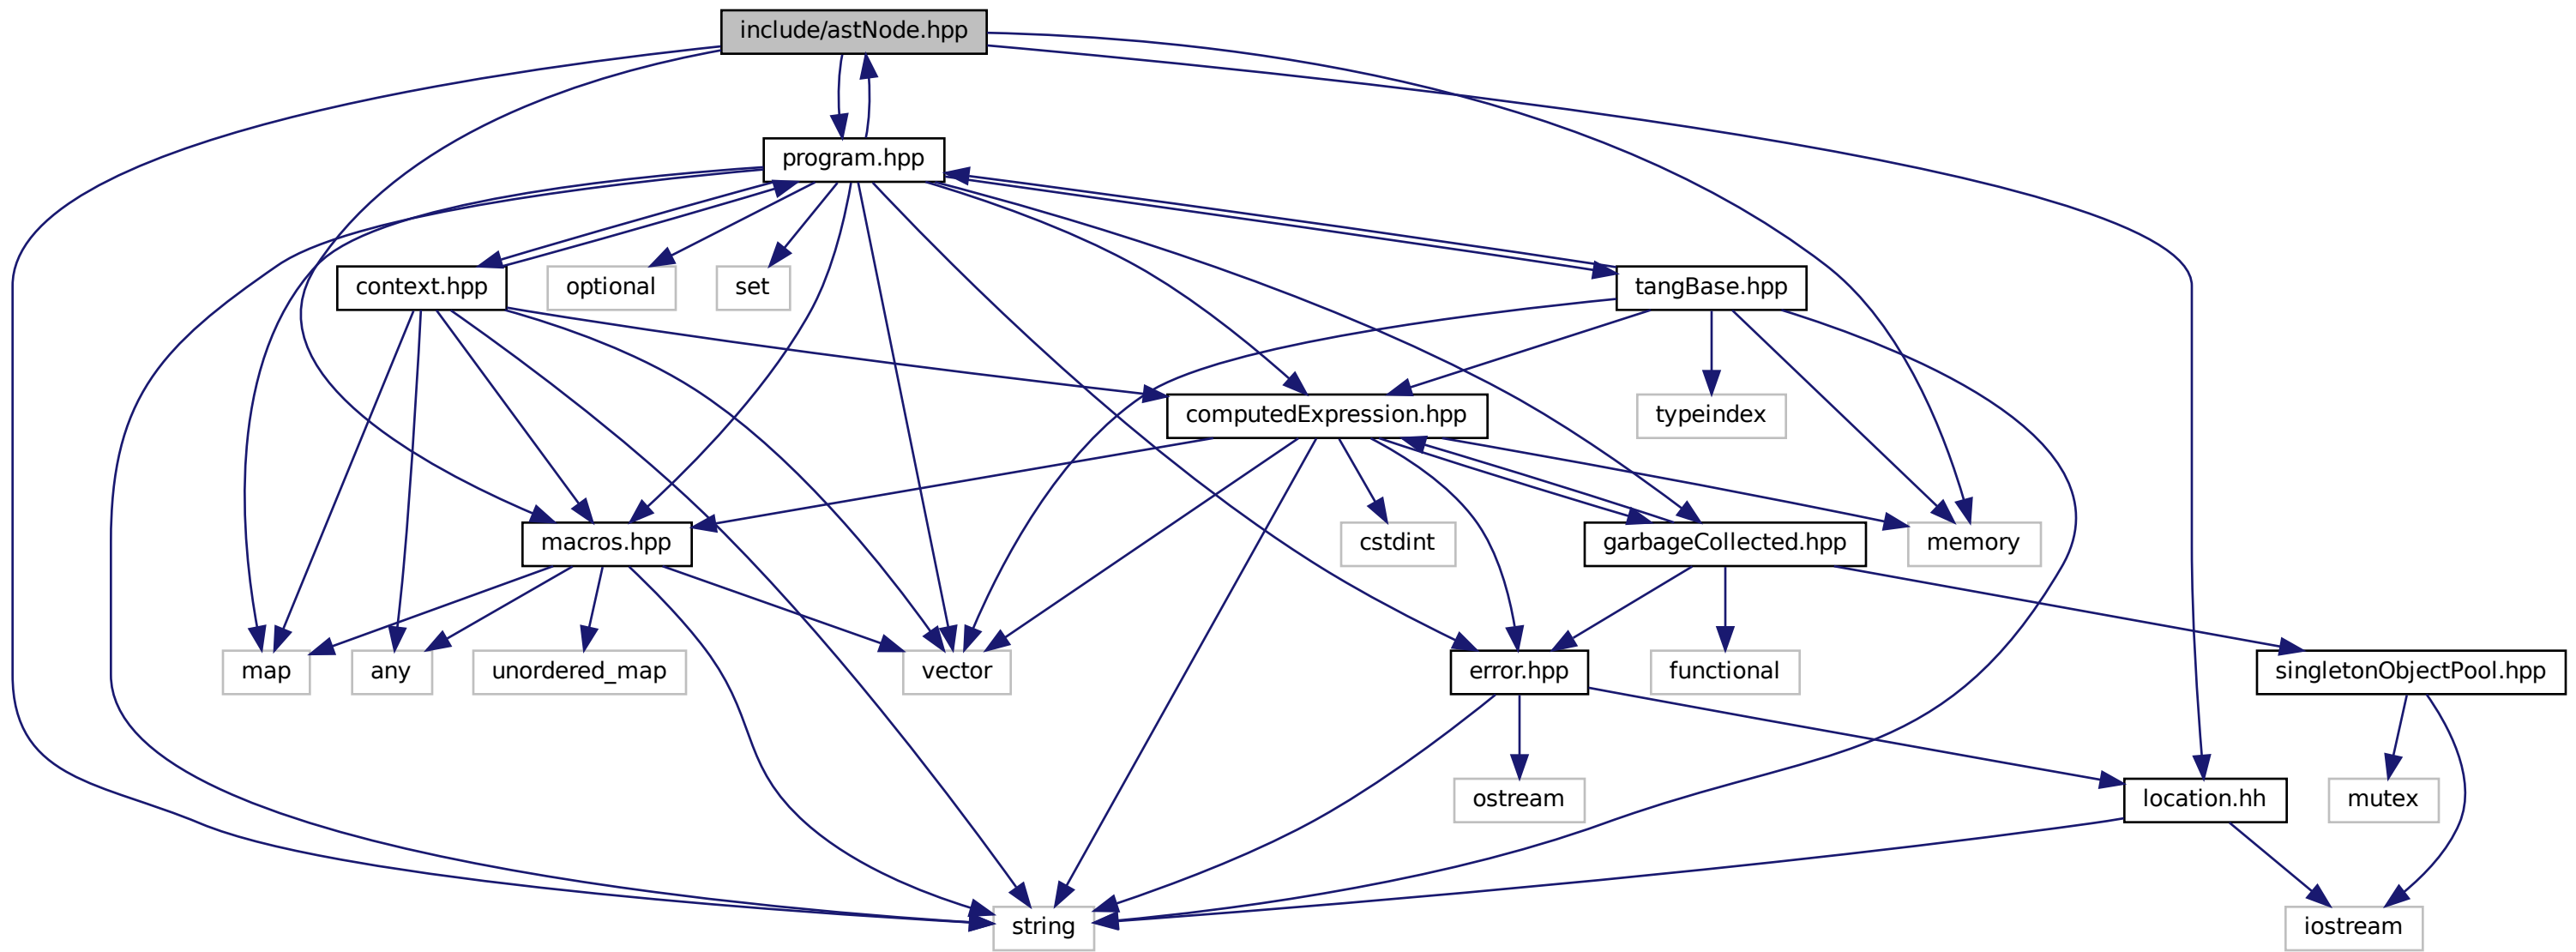 include/astNode.hpp
program.hpp
context.hpp
optional
set
tangBase.hpp
computedExpression.hpp
typeindex
macros.hpp
cstdint
garbageCollected.hpp
memory
map
any
unordered_map
vector
error.hpp
functional
singletonObjectPool.hpp
ostream
location.hh
mutex
string
iostream